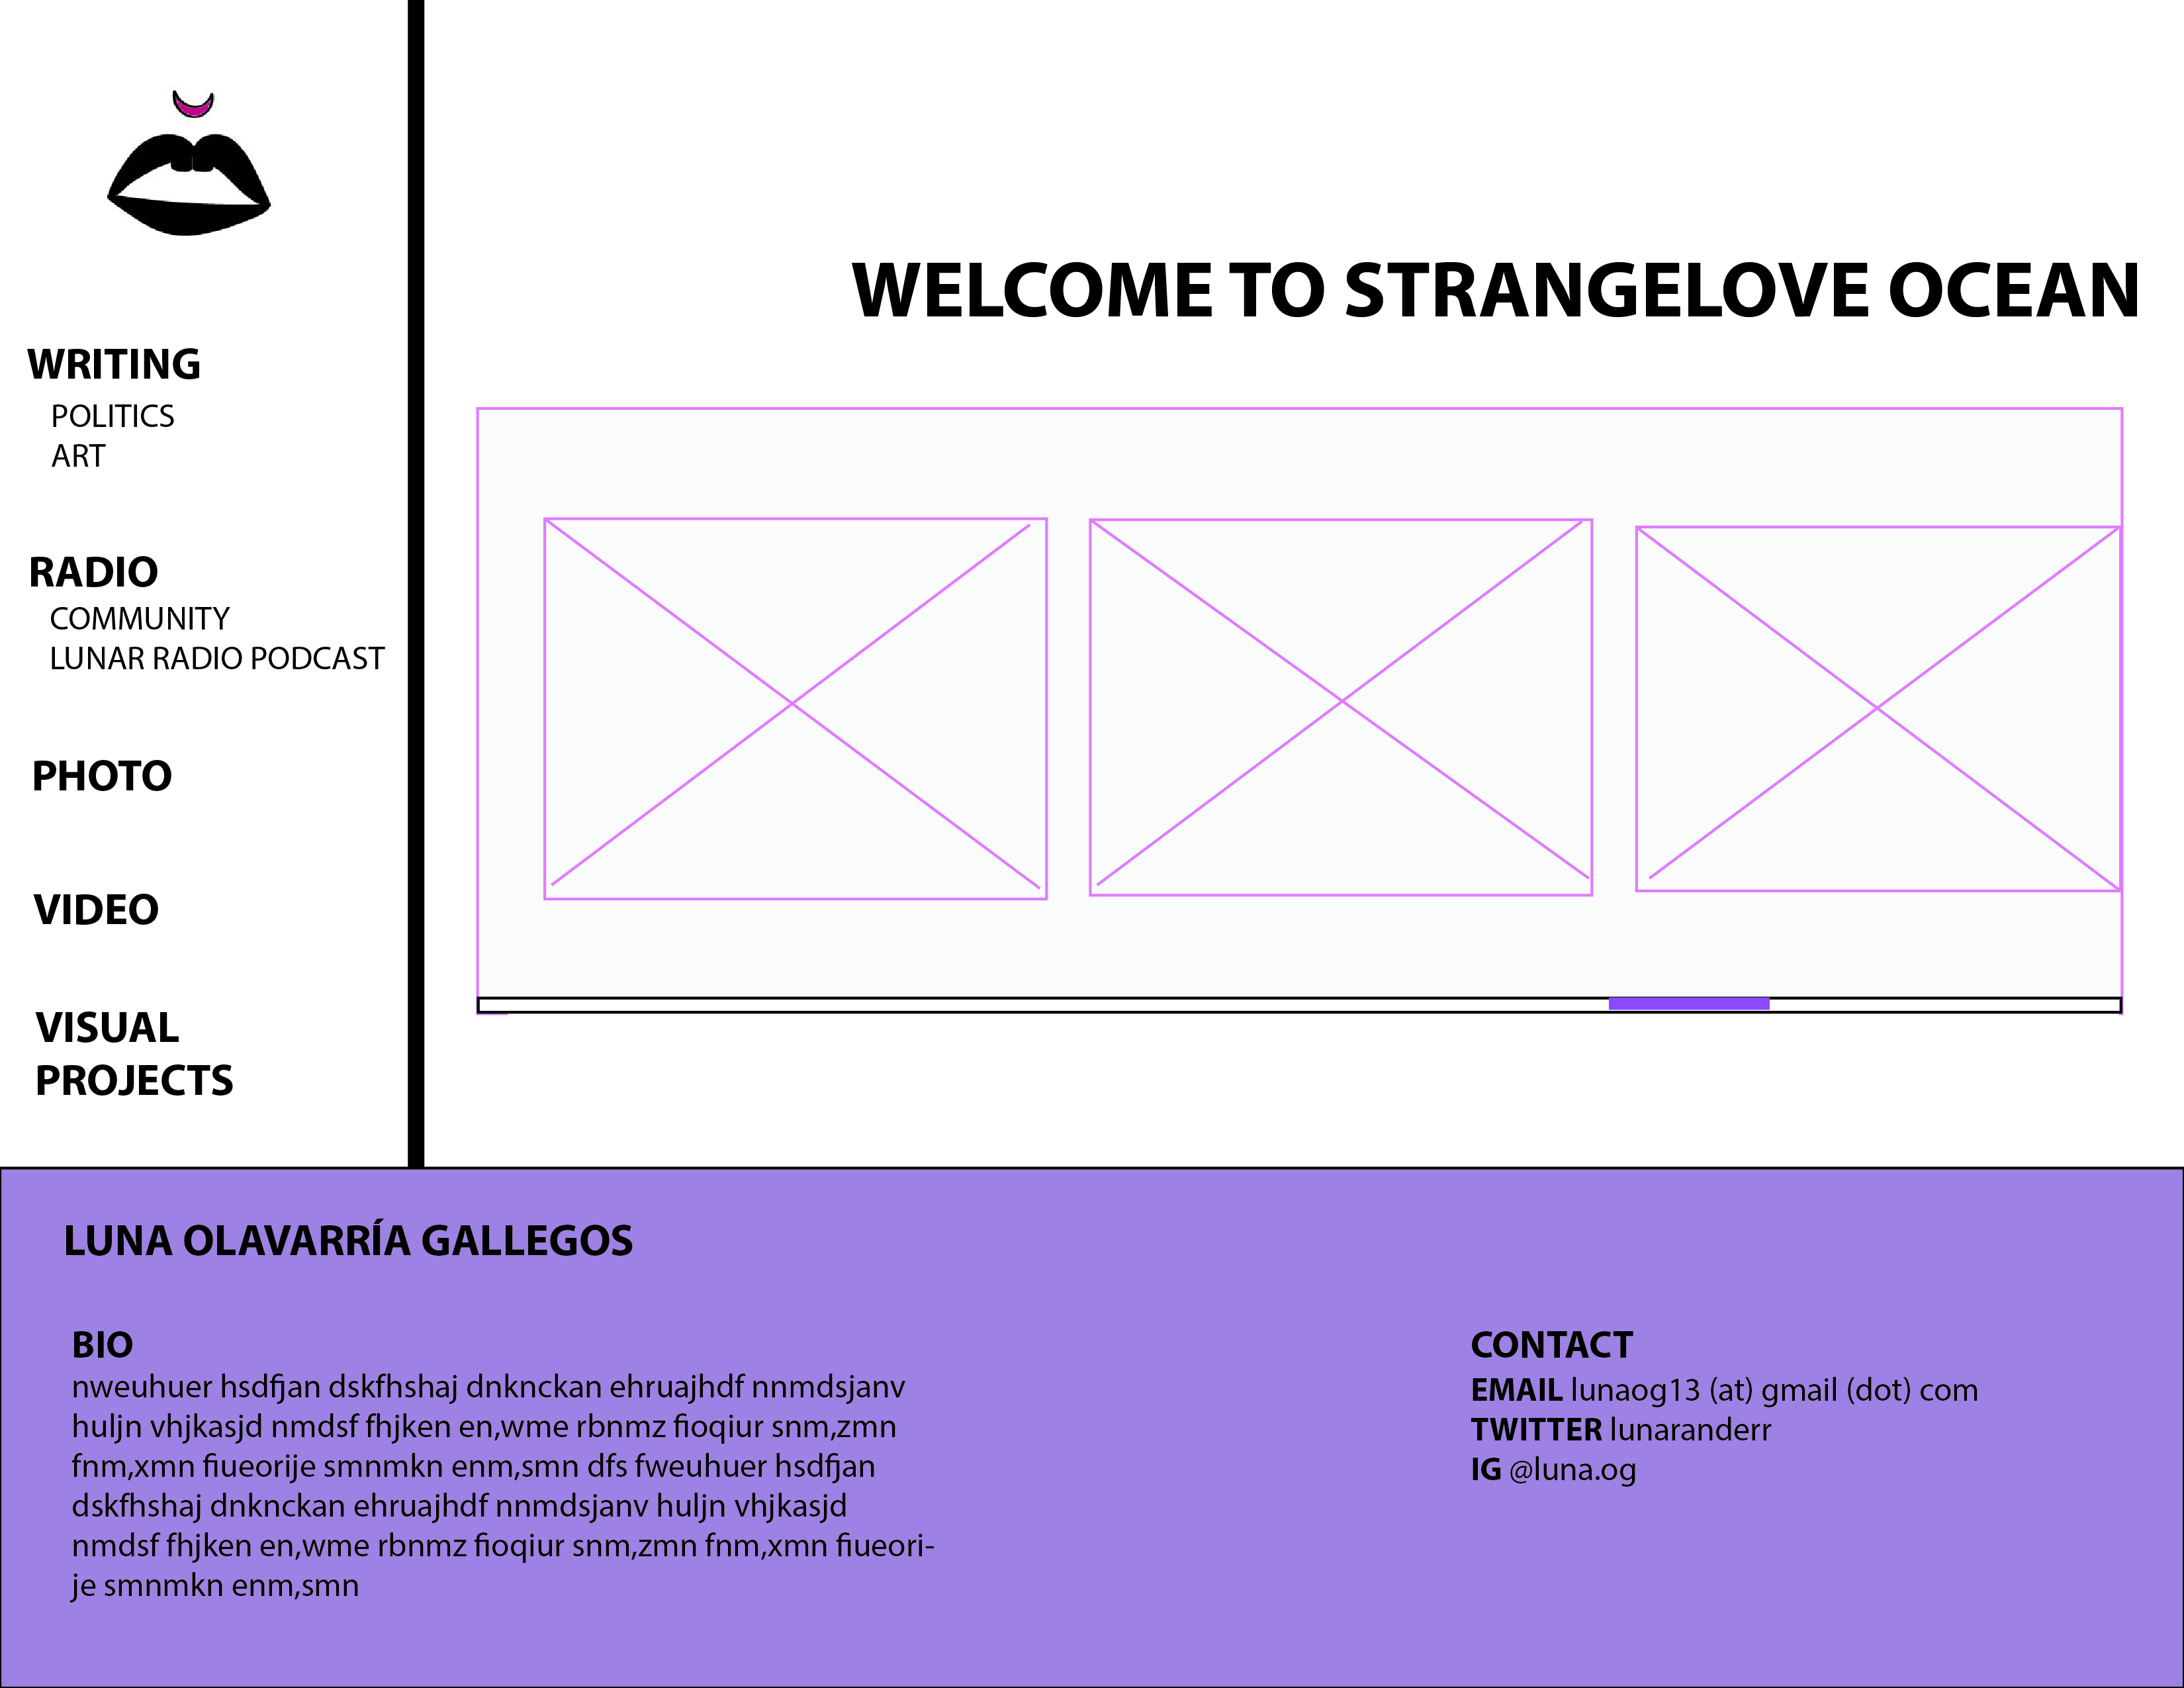 WELCOME TO STRANGELOVE OCEAN
WRITING
POLITICS
ART
RADIO
COMMUNITY
LUNAR RADIO PODCAST
PHOTO
VIDEO
VISUAL
PROJECTS
LUNA OLAVARRÍA GALLEGOS
BIO
nweuhuer hsdfjan dskfhshaj dnknckan ehruajhdf nnmdsjanv
huljn vhjkasjd nmdsf fhjken en,wme rbnmz fioqiur snm,zmn
fnm,xmn fiueorije smnmkn enm,smn dfs fweuhuer hsdfjan
dskfhshaj dnknckan ehruajhdf nnmdsjanv huljn vhjkasjd
nmdsf fhjken en,wme rbnmz fioqiur snm,zmn fnm,xmn fiueori-
je smnmkn enm,smn
CONTACT
EMAIL lunaog13 (at) gmail (dot) com
TWITTER lunaranderr
IG @luna.og